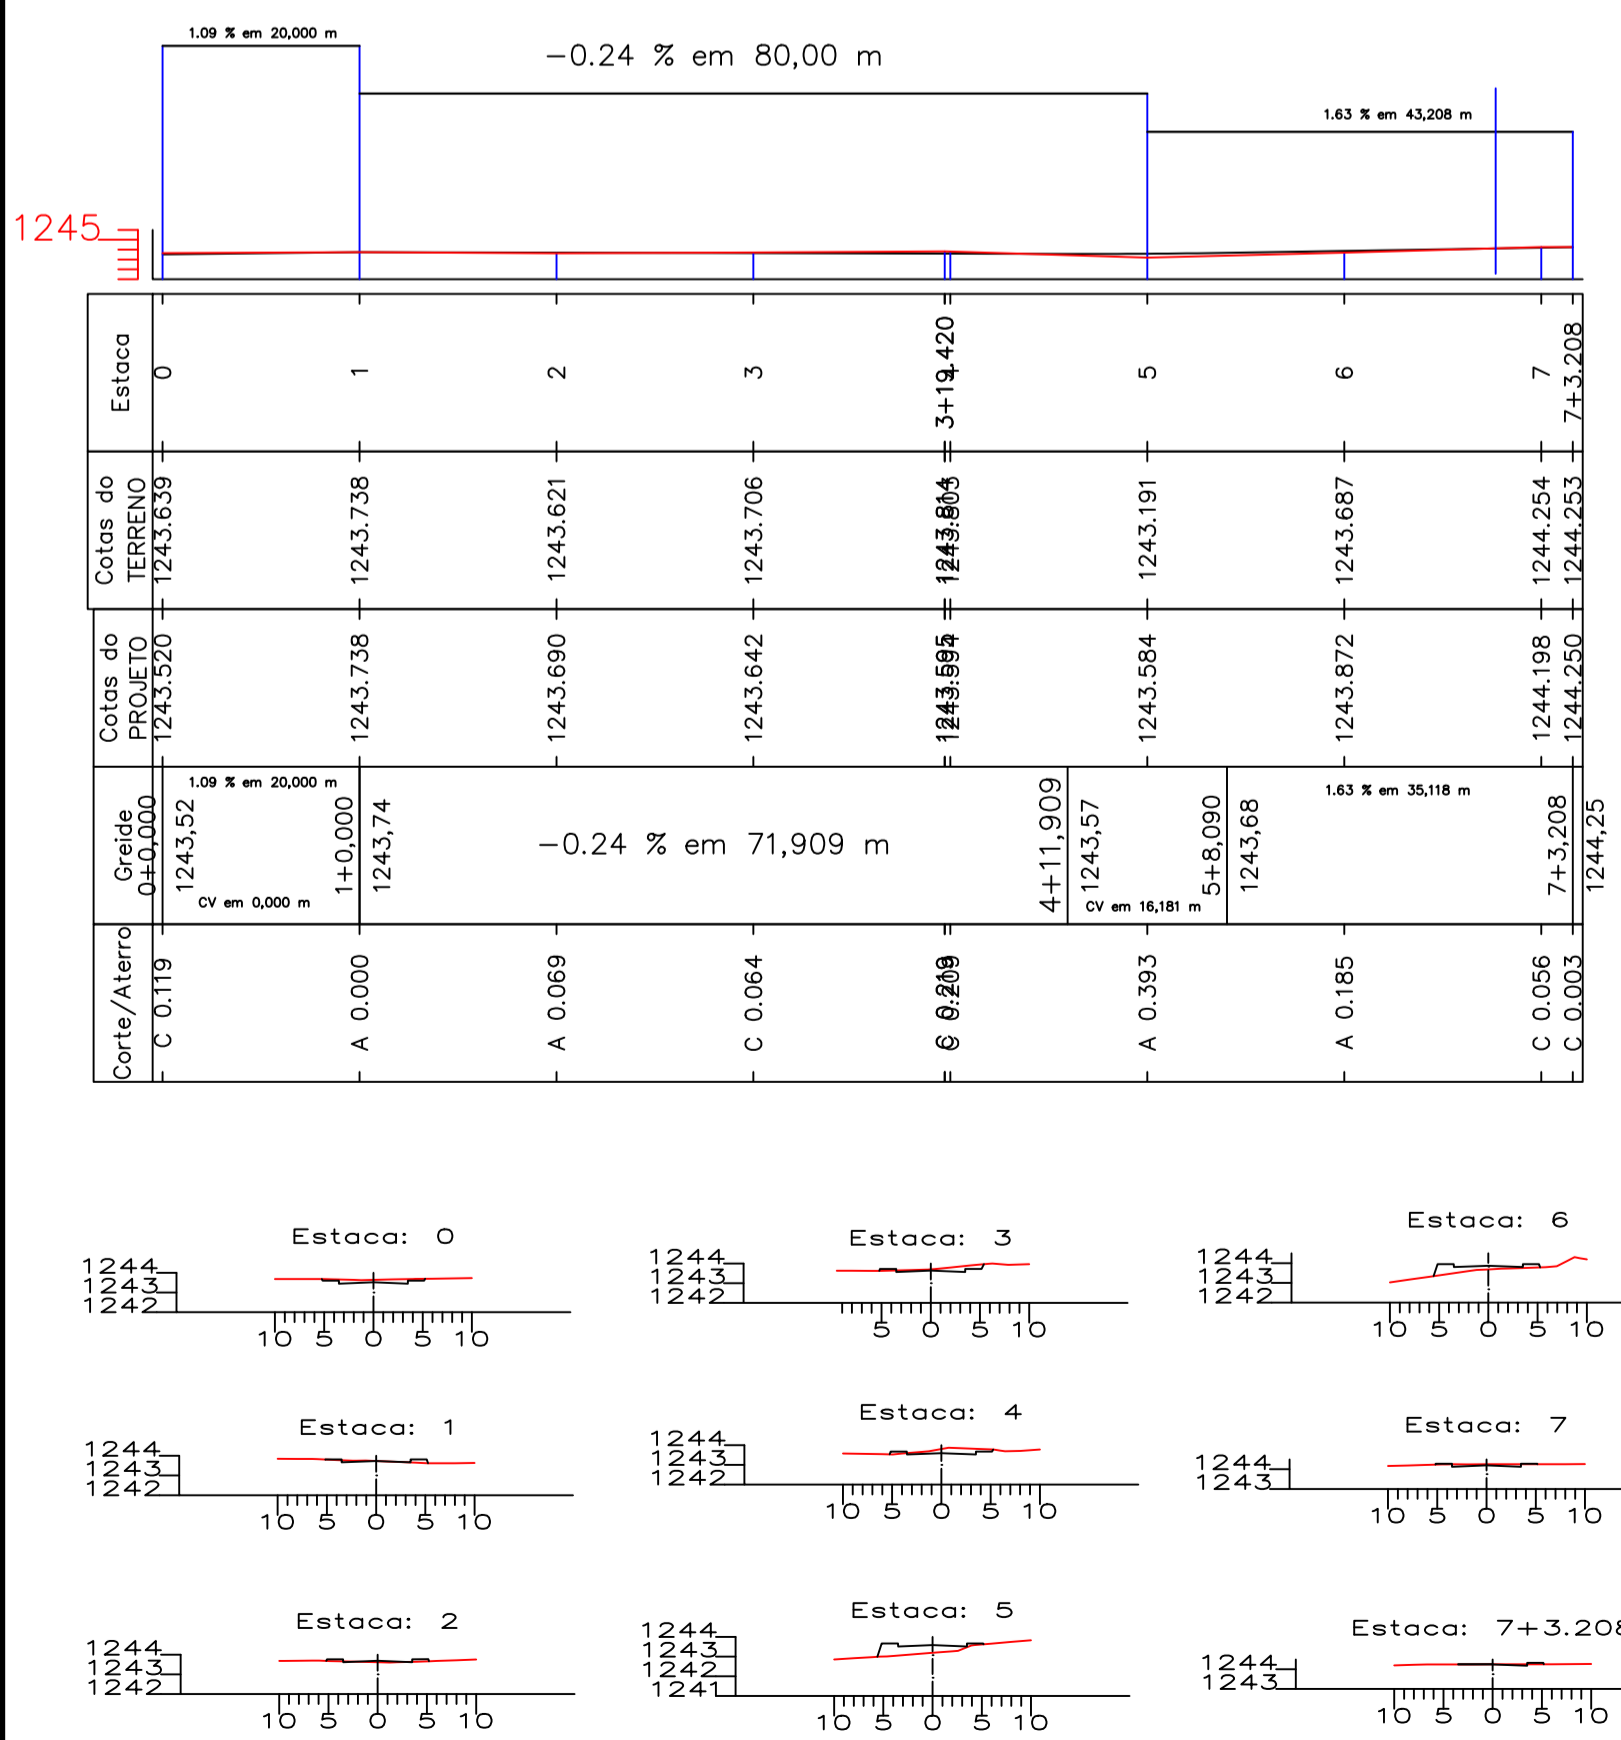 1.09 % em 20,000 m
−0.24 % em 80,00 m
1.63 % em 43,208 m
1245
Estaca
0
1
2
3
3+19.420
5
6
7
7+3.208
Cotas do
TERRENO
1243.639
1243.738
1243.621
1243.706
1243.191
1243.687
1244.254
1244.253
Cotas do
PROJETO
1243.520
1243.738
1243.690
1243.642
1243.584
1243.872
1244.198
1244.250
Greide
0+0,000
1243,52
1.09 % em 20,000 m
CV em 0,000 m
1+0,000
1243,74
−0.24 % em 71,909 m
4+11,909
1243,57
CV em 16,181 m
5+8,090
1243,68
1.63 % em 35,118 m
7+3,208
1244,25
Corte/Aterro
C 0.119
A 0.000
A 0.069
C 0.064
C 0.209
A 0.393
A 0.185
C 0.056
C 0.003
Estaca: 0
1244
1243
1242
10 5 0 5 10
Estaca: 3
1244
1243
1242
5 0 5 10
Estaca: 6
1244
1243
1242
10 5 0 5 10
Estaca: 1
1244
1243
1242
10 5 0 5 10
Estaca: 4
1244
1243
1242
10 5 0 5 10
Estaca: 7
1244
1243
10 5 0 5 10
Estaca: 2
1244
1243
1242
10 5 0 5 10
Estaca: 5
1244
1243
1242
1241
10 5 0 5 10
Estaca: 7+3.208
1244
1243
10 5 0 5 10